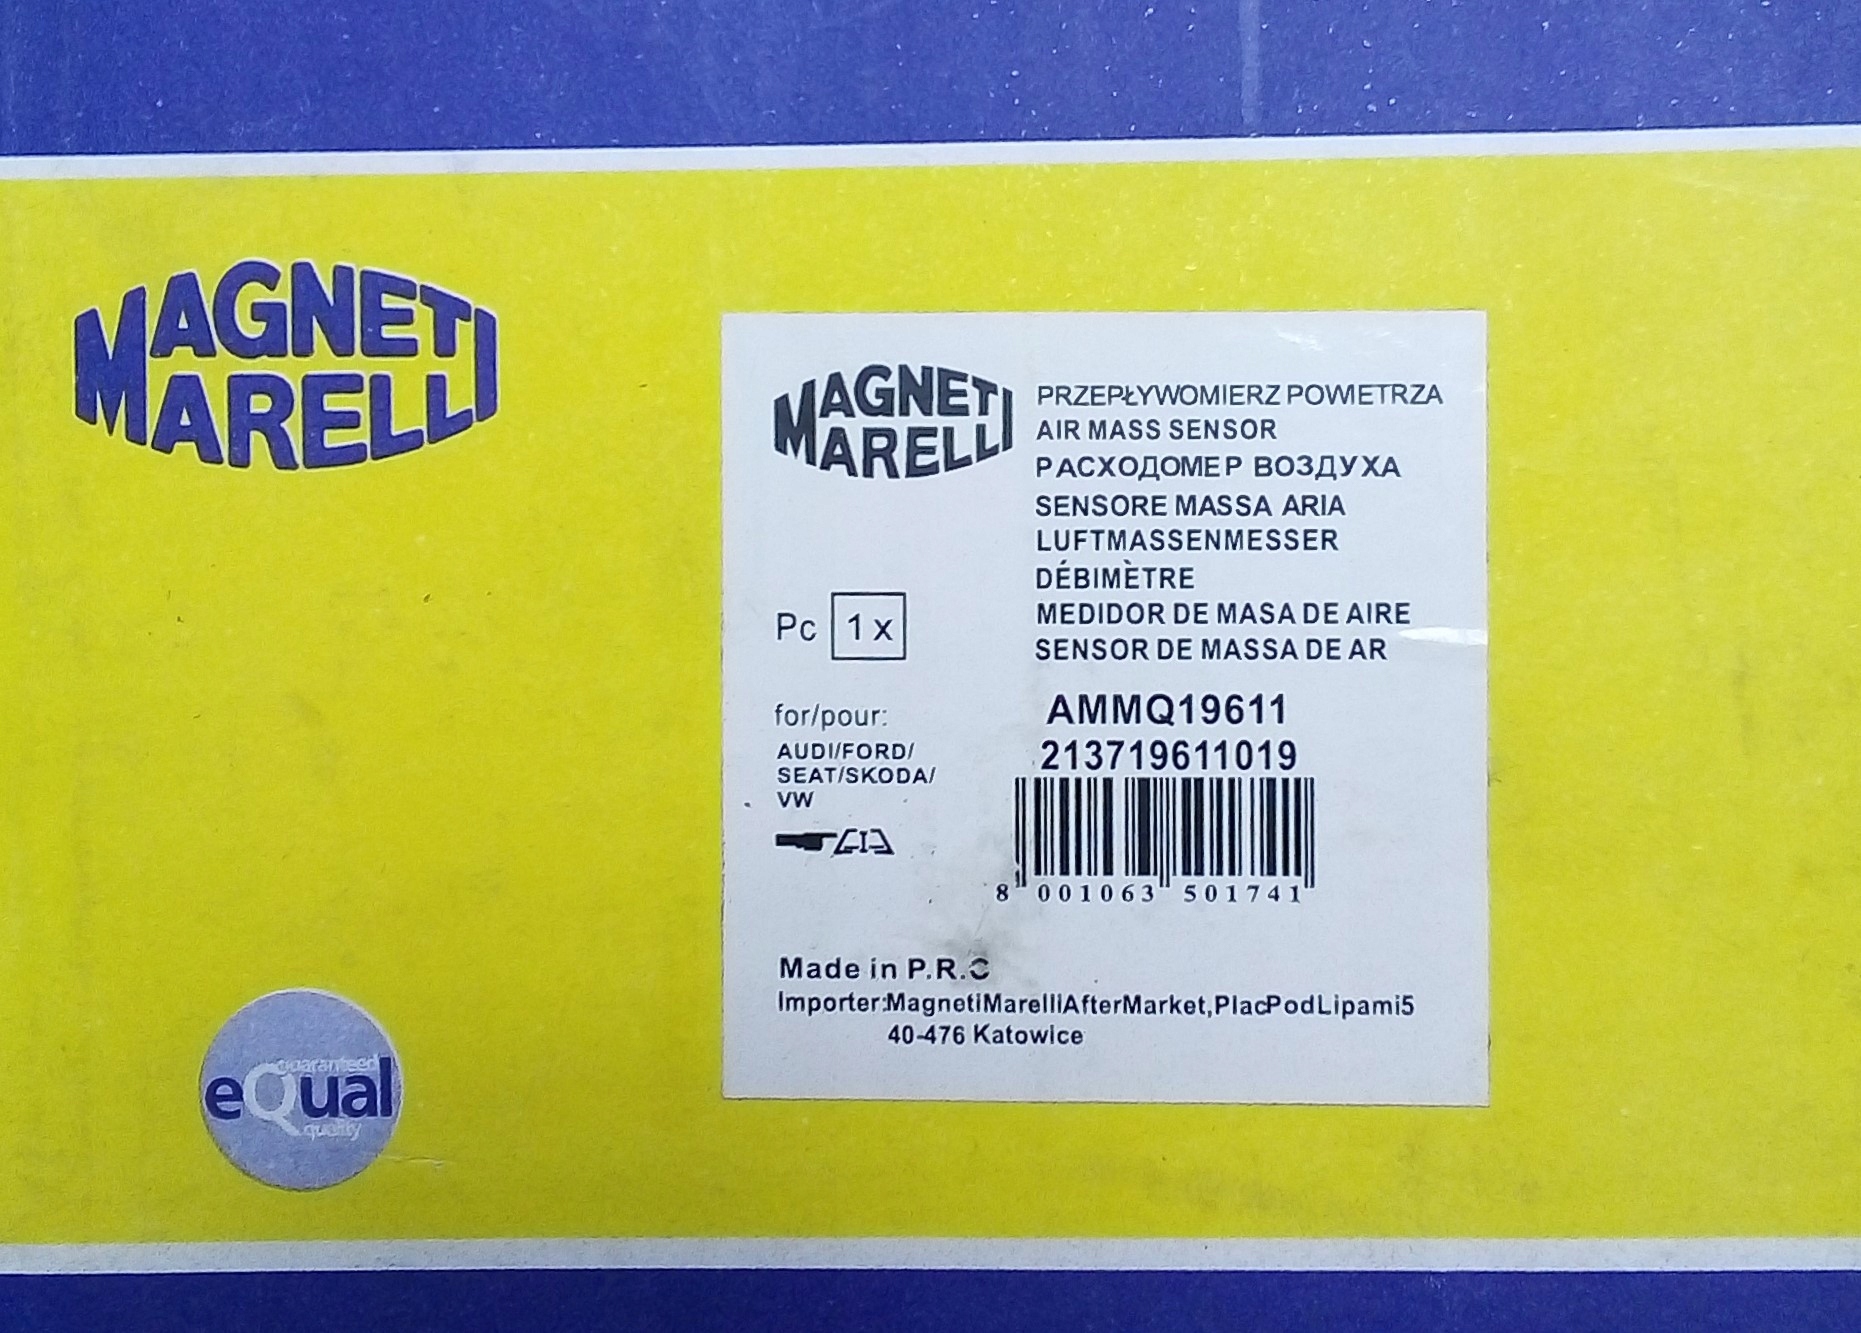 MAGNETI
MARELLI
MAGNETI
MARELLI
PRZEPŁYWOMIERZ POWIETRZA
AIR MASS SENSOR
РАСХОДОМЕР ВОЗДУХА
SENSORE MASSA ARIA
LUFTMASSENMESSER
DÉBIMÈTRE
MEDIDOR DE MASA DE AIRE
SENSOR DE MASSA DE AR
Pc 1 x
for/pour:
AUDI/FORD/
SEAT/SKODA/
VW
AMMQ19611
213719611019
8 001063 501741
Made in P.R.C
Importer:MagnetiMarelliAfterMarket,PlacPodLipami5
40-476 Katowice
guaranteed
eQual
quality